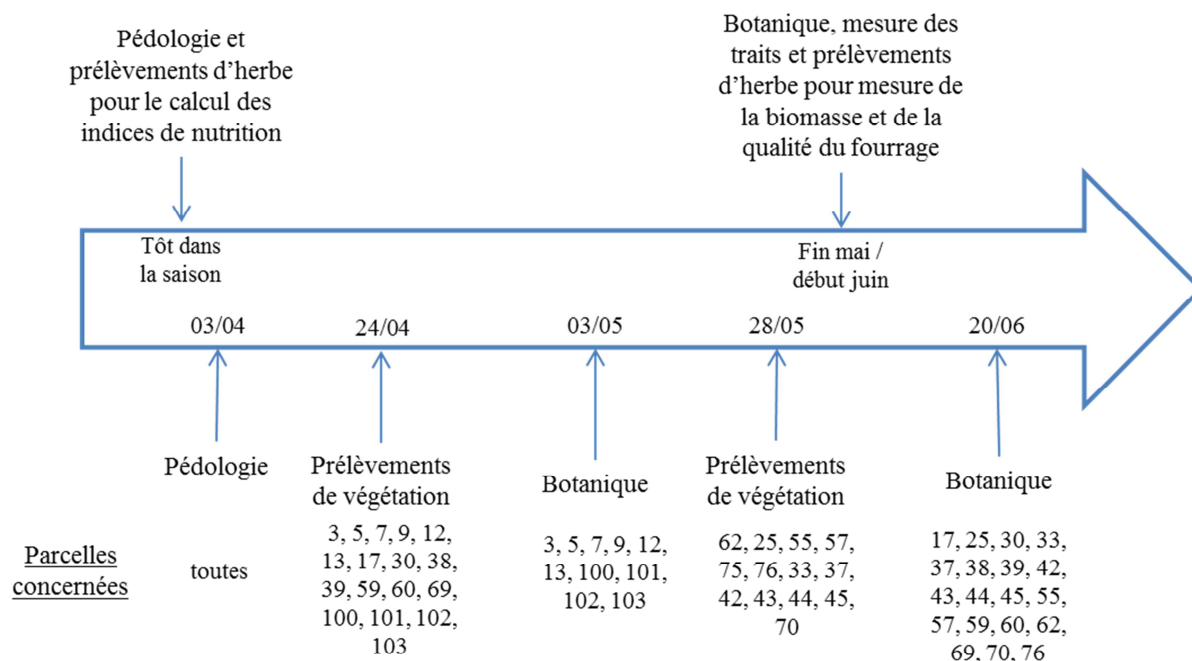 Pédologie et
prélèvements d'herbe
pour le calcul des
indices de nutrition
Botanique, mesure des
traits et prélèvements
d'herbe pour mesure de
la biomasse et de la
qualité du fourrage
Tôt dans
la saison
Fin mai /
début juin
03/04
24/04
03/05
28/05
20/06
Pédologie
Prélèvements
de végétation
Botanique
Prélèvements
de végétation
Botanique
Parcelles
concernées
toutes
3, 5, 7, 9, 12,
13, 17, 30, 38,
39, 59, 60, 69,
100, 101, 102,
103
3, 5, 7, 9, 12,
13, 100, 101,
102, 103
62, 25, 55, 57,
75, 76, 33, 37,
42, 43, 44, 45,
70
17, 25, 30, 33,
37, 38, 39, 42,
43, 44, 45, 55,
57, 59, 60, 62,
69, 70, 76